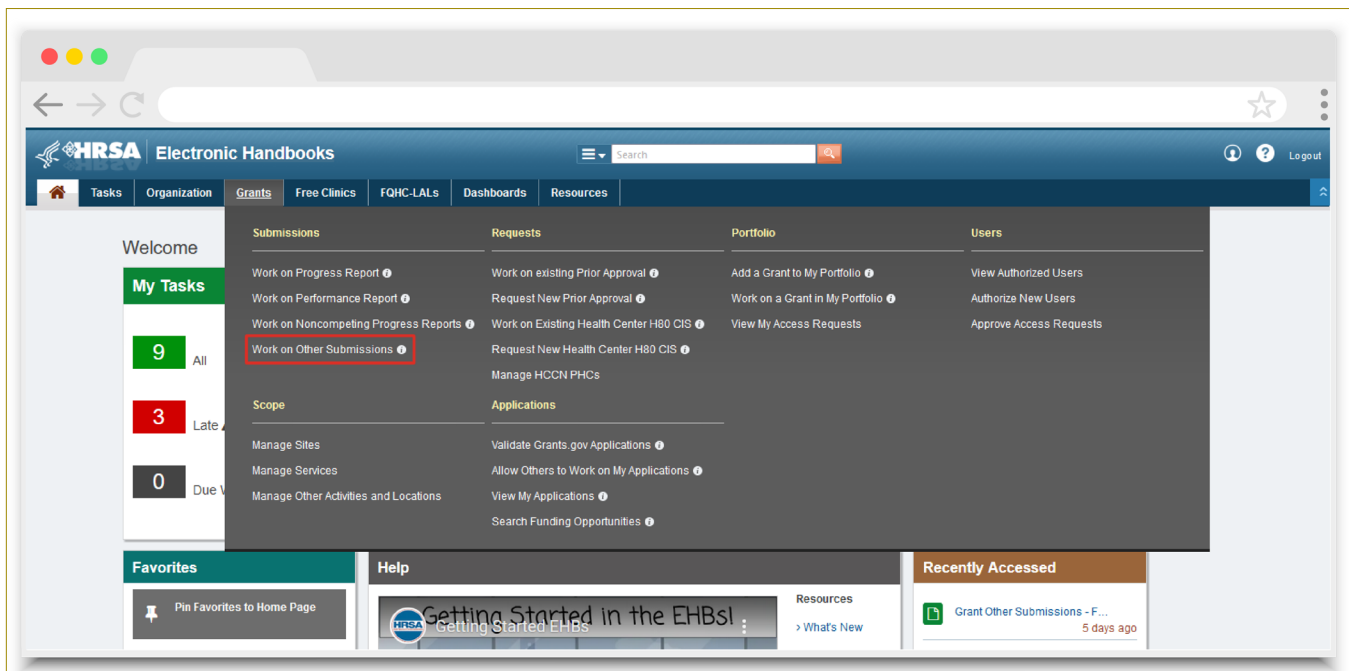 HRSA Electronic Handbooks
Search
Logout
Tasks Organization Grants Free Clinics FQHC-LALs Dashboards Resources
Welcome
My Tasks
9 All
3 Late
0 Due
Submissions
Work on Progress Report
Work on Performance Report
Work on Noncompeting Progress Reports
Work on Other Submissions
Requests
Work on existing Prior Approval
Request New Prior Approval
Work on Existing Health Center H80 CIS
Request New Health Center H80 CIS
Manage HCCN PHCs
Portfolio
Add a Grant to My Portfolio
Work on a Grant in My Portfolio
View My Access Requests
Users
View Authorized Users
Authorize New Users
Approve Access Requests
Scope
Manage Sites
Manage Services
Manage Other Activities and Locations
Applications
Validate Grants.gov Applications
Allow Others to Work on My Applications
View My Applications
Search Funding Opportunities
Favorites
Pin Favorites to Home Page
Help
Getting Started in the EHBs!
HRSA Getting Started EHBs
Resources
> What's New
Recently Accessed
Grant Other Submissions - F...
5 days ago